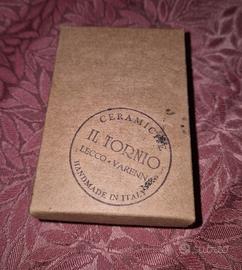 CERAMICHE
IL TORNIO
LECCO • VARENNA
HANDMADE IN ITALY
subito